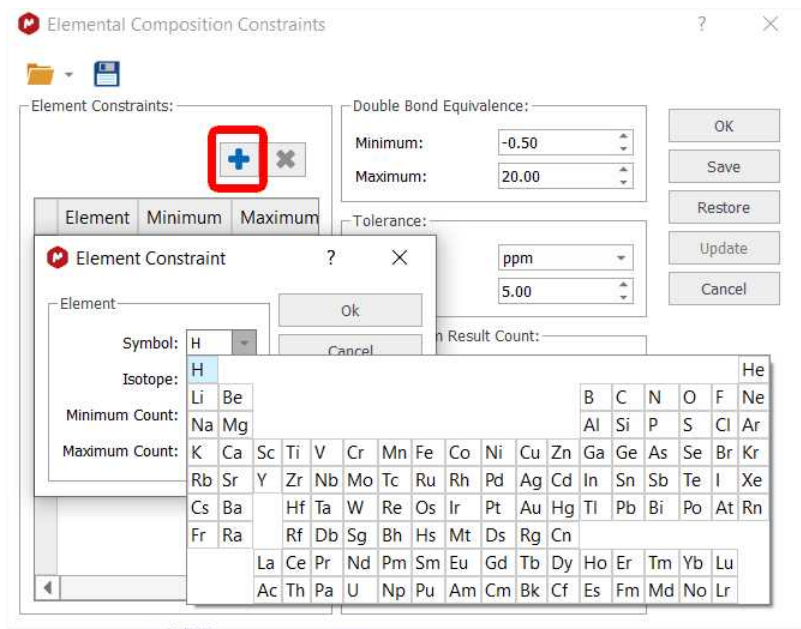 Elemental Composition Constraints ?
Element Constraints:
Double Bond Equivalence:
Minimum: -0.50
Maximum: 20.00
OK
Save
Restore
Update
Cancel
Element Minimum Maximum
Tolerance:
ppm
5.00
Result Count:
Element Constraint ?
Element
Ok
Cancel
Symbol: H
Isotope:
Minimum Count:
Maximum Count:
H He
Li Be B C N O F Ne
Na Mg Al Si P S Cl Ar
K Ca Sc Ti V Cr Mn Fe Co Ni Cu Zn Ga Ge As Se Br Kr
Rb Sr Y Zr Nb Mo Tc Ru Rh Pd Ag Cd In Sn Sb Te I Xe
Cs Ba Hf Ta W Re Os Ir Pt Au Hg Tl Pb Bi Po At Rn
Fr Ra Rf Db Sg Bh Hs Mt Ds Rg Cn
La Ce Pr Nd Pm Sm Eu Gd Tb Dy Ho Er Tm Yb Lu
Ac Th Pa U Np Pu Am Cm Bk Cf Es Fm Md No Lr